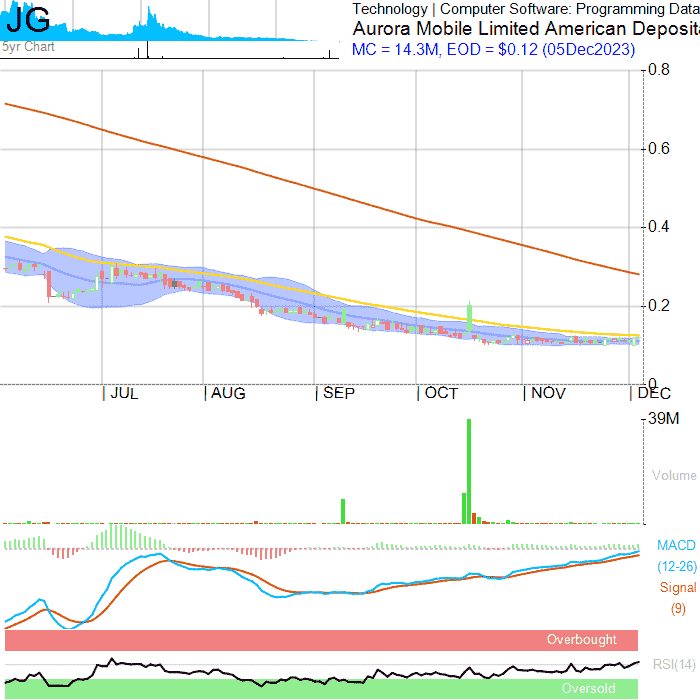 JG
5yr Chart
Technology | Computer Software: Programming Data
Aurora Mobile Limited American Deposit
MC = 14.3M, EOD = $0.12 (05Dec2023)
0.8
0.6
0.4
0.2
0
JUL AUG SEP OCT NOV DEC
39M
Volume
MACD
(12-26)
Signal
(9)
Overbought
RSI(14)
Oversold